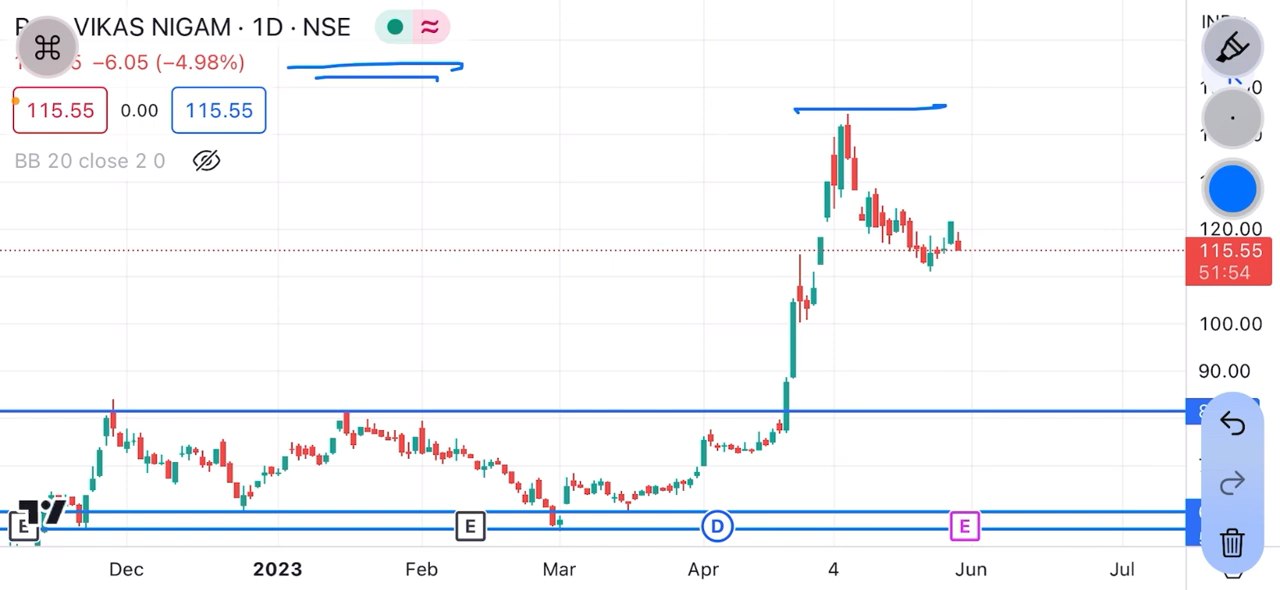 VIKAS NIGAM · 1D · NSE
−6.05 (−4.98%)
115.55 0.00 115.55
BB 20 close 2 0
120.00
115.55
51:54
100.00
90.00
E E D E
Dec 2023 Feb Mar Apr 4 Jun Jul